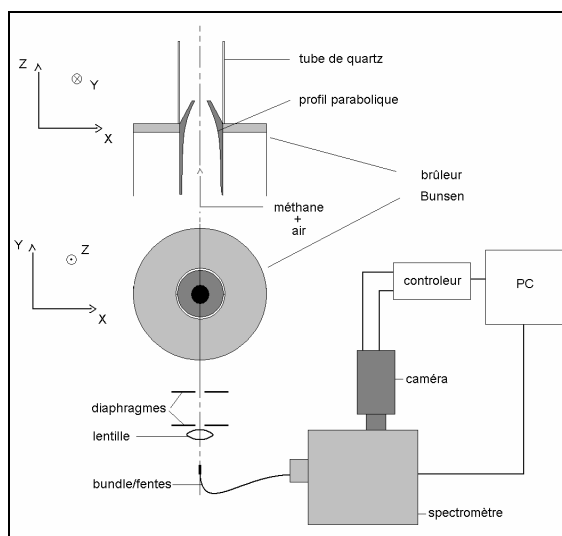 Z
Y
X
tube de quartz
profil parabolique
brûleur
Bunsen
méthane
+
air
Y
Z
X
controleur
PC
caméra
diaphragmes
lentille
bundle/fentes
spectromètre